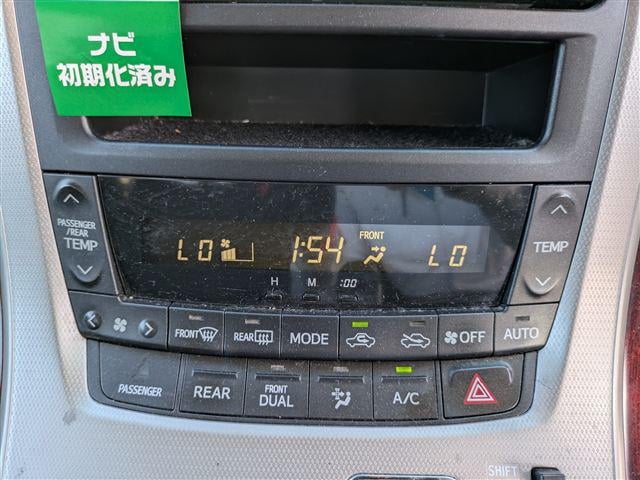 ナビ
初期化済み
PASSENGER
/REAR
TEMP
LO
1:54
FRONT
LO
H
M
:00
TEMP
FRONT
REAR
MODE
OFF
AUTO
PASSENGER
REAR
FRONT
DUAL
A/C
SHIFT